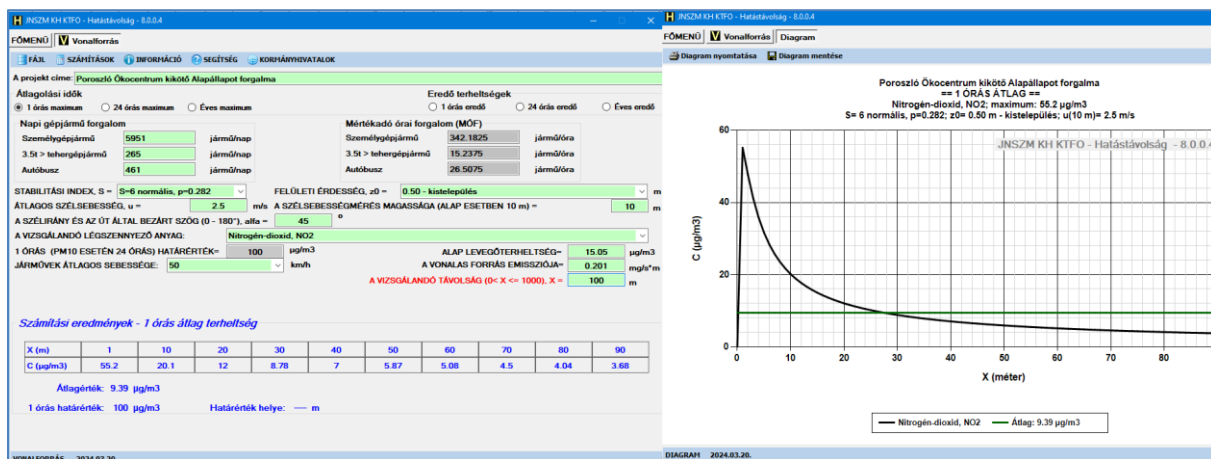 JNSZM KH KTFO - Hatástávolság - 8.0.0.4
FŐMENÜ Vonalforrás
FÁJL SZÁMÍTÁSOK INFORMÁCIÓ SEGÍTSÉG KORMÁNYHIVATALOK
A projekt címe: Poroszló Ökocentrum kikötő Alapállapot forgalma
Átlagolási idők
1 órás maximum 24 órás maximum Éves maximum
Eredő terheltségek
1 órás eredő 24 órás eredő Éves eredő
Napi gépjármű forgalom
Személygépjármű 5951 jármű/nap
3.5t > tehergépjármű 265 jármű/nap
Autóbusz 461 jármű/nap
Mértékadó órai forgalom (MÓF)
Személygépjármű 342.1825 jármű/óra
3.5t > tehergépjármű 15.2375 jármű/óra
Autóbusz 26.5075 jármű/óra
STABILITÁSI INDEX, S = S=6 normális, p=0.282 FELÜLETI ÉRDESSÉG, z0 = 0.50 - kistelepülés m
ÁTLAGOS SZÉLSEBESSÉG, u = 2.5 m/s A SZÉLSEBESSÉGMÉRÉS MAGASSÁGA (ALAP ESETBEN 10 m) = 10 m
A SZÉLIRÁNY ÉS AZ ÚT ÁLTAL BEZÁRT SZÖG (0 - 180°), alfa = 45 °
A VIZSGÁLANDÓ LÉGSZENNYEZŐ ANYAG: Nitrogén-dioxid, NO2
1 ÓRÁS (PM10 ESETÉN 24 ÓRÁS) HATÁRÉRTÉK= 100 µg/m3 ALAP LEVEGŐTERHELTSÉG= 15.05 µg/m3
JÁRMŰVEK ÁTLAGOS SEBESSÉGE: 50 km/h A VONALAS FORRÁS EMISSZIÓJA= 0.201 mg/s*m
A VIZSGÁLANDÓ TÁVOLSÁG (0< X <= 1000), X = 100 m
Számítási eredmények - 1 órás átlag terheltség
X (m) 1 10 20 30 40 50 60 70 80 90
C (µg/m3) 55.2 20.1 12 8.78 7 5.87 5.08 4.5 4.04 3.68
Átlagérték: 9.39 µg/m3
1 órás határérték: 100 µg/m3 Határérték helye: ---- m
VONALFORRÁS 2024.03.20.
JNSZM KH KTFO - Hatástávolság - 8.0.0.4
FŐMENÜ Vonalforrás Diagram
Diagram nyomtatása Diagram mentése
Poroszló Ökocentrum kikötő Alapállapot forgalma
== 1 ÓRÁS ÁTLAG ==
Nitrogén-dioxid, NO2; maximum: 55.2 µg/m3
S= 6 normális, p=0.282; z0= 0.50 m - kistelepülés; u(10 m)= 2.5 m/s
JNSZM KH KTFO - Hatástávolság - 8.0.0.4
C (µg/m3)
60
40
20
0
0 10 20 30 40 50 60 70 80
X (méter)
Nitrogén-dioxid, NO2 Átlag: 9.39 µg/m3
DIAGRAM 2024.03.20.